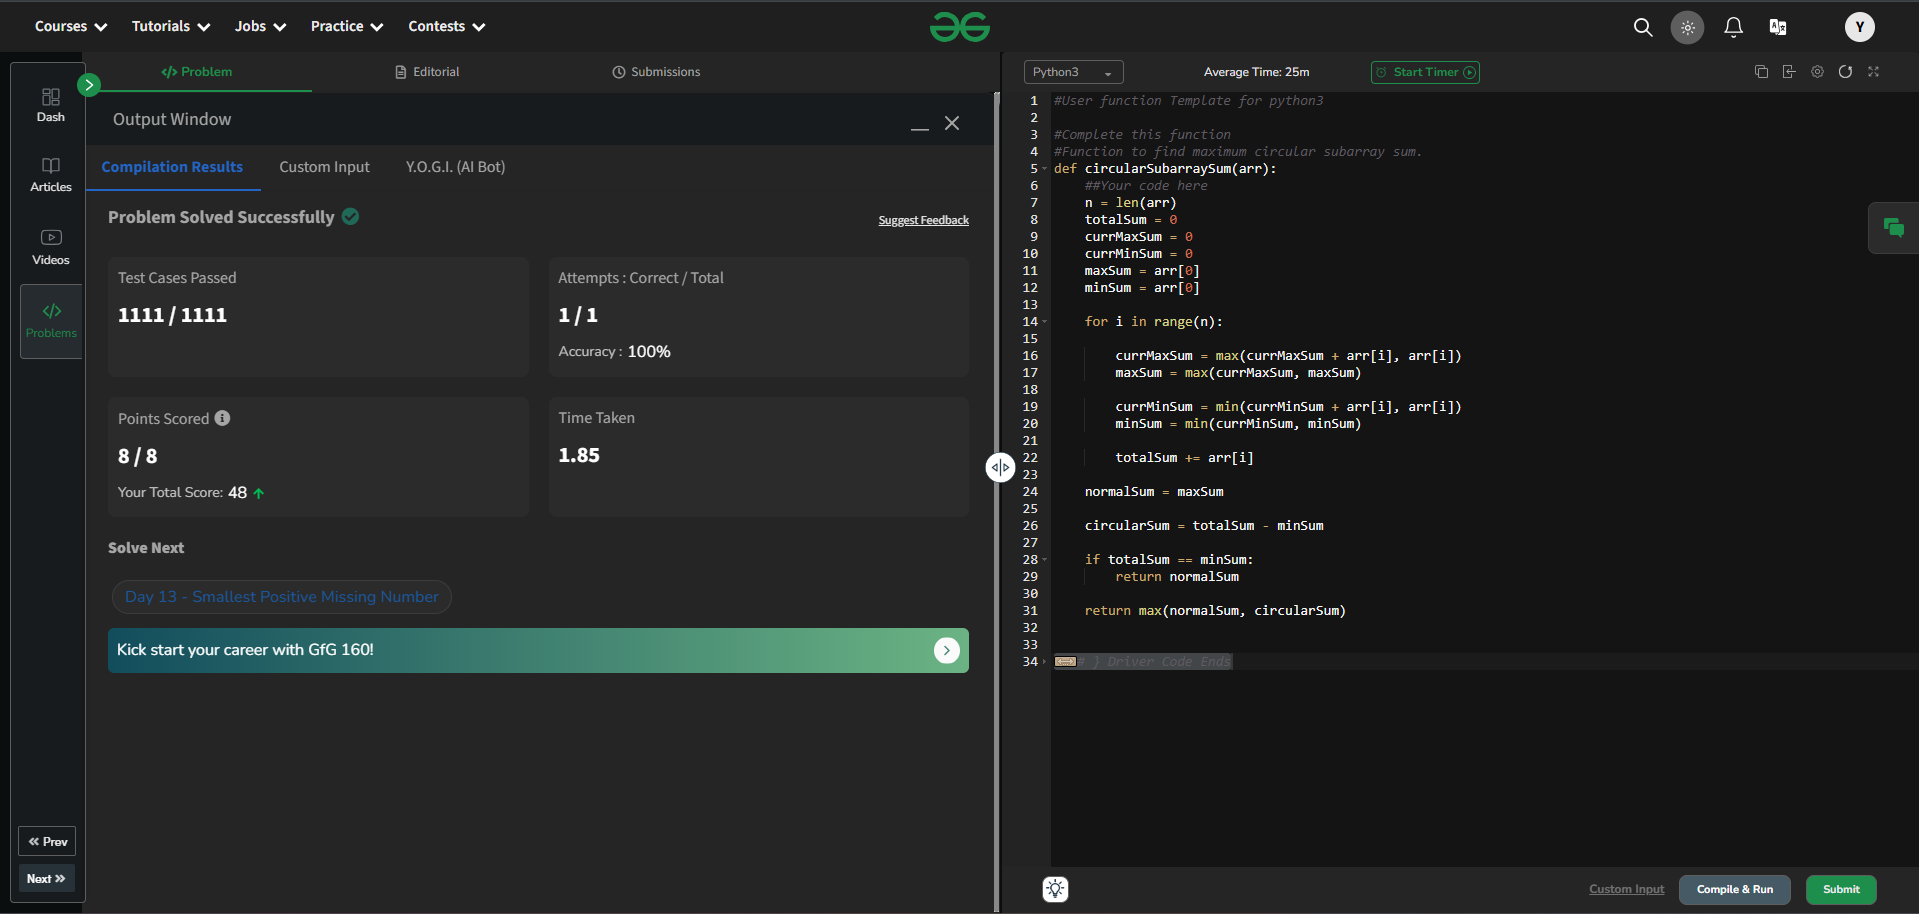 Courses Tutorials Jobs Practice Contests
Y
Dash
Articles
Videos
Problems
Prev
Next
Problem Editorial Submissions
Output Window
Compilation Results Custom Input Y.O.G.I. (AI Bot)
Problem Solved Successfully
Suggest Feedback
Test Cases Passed
1111 / 1111
Attempts : Correct / Total
1 / 1
Accuracy : 100%
Points Scored
8 / 8
Your Total Score: 48
Time Taken
1.85
Solve Next
Day 13 - Smallest Positive Missing Number
Kick start your career with GfG 160!
Python3 Average Time: 25m Start Timer
1 #User function Template for python3
2
3 #Complete this function
4 #Function to find maximum circular subarray sum.
5 def circularSubarraySum(arr):
6 ##Your code here
7 n = len(arr)
8 totalSum = 0
9 currMaxSum = 0
10 currMinSum = 0
11 maxSum = arr[0]
12 minSum = arr[0]
13
14 for i in range(n):
15
16 currMaxSum = max(currMaxSum + arr[i], arr[i])
17 maxSum = max(currMaxSum, maxSum)
18
19 currMinSum = min(currMinSum + arr[i], arr[i])
20 minSum = min(currMinSum, minSum)
21
22 totalSum += arr[i]
23
24 normalSum = maxSum
25
26 circularSum = totalSum - minSum
27
28 if totalSum == minSum:
29 return normalSum
30
31 return max(normalSum, circularSum)
32
33
34 # } Driver Code Ends
Custom Input Compile & Run Submit